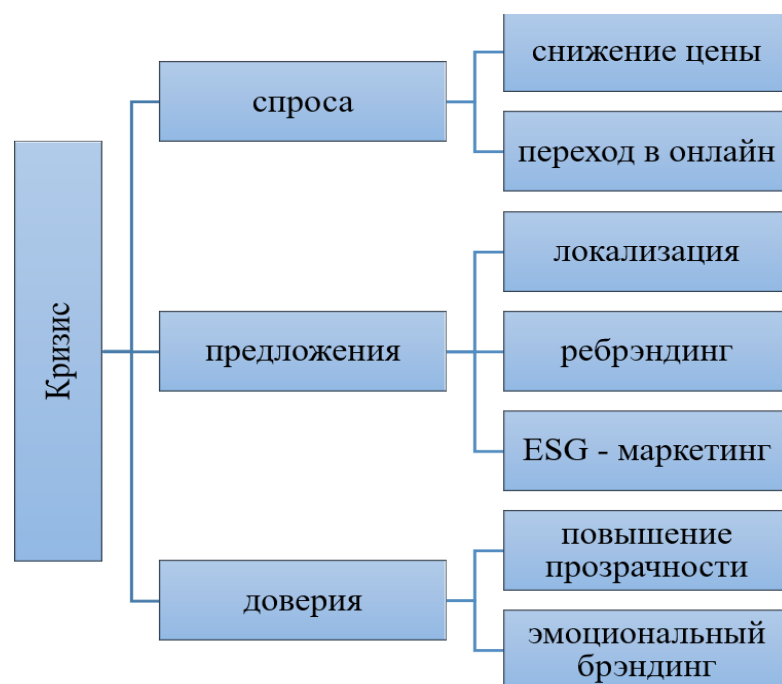 Кризис
спроса
снижение цены
переход в онлайн
предложения
локализация
ребрэндинг
ESG - маркетинг
доверия
повышение
прозрачности
эмоциональный
брэндинг